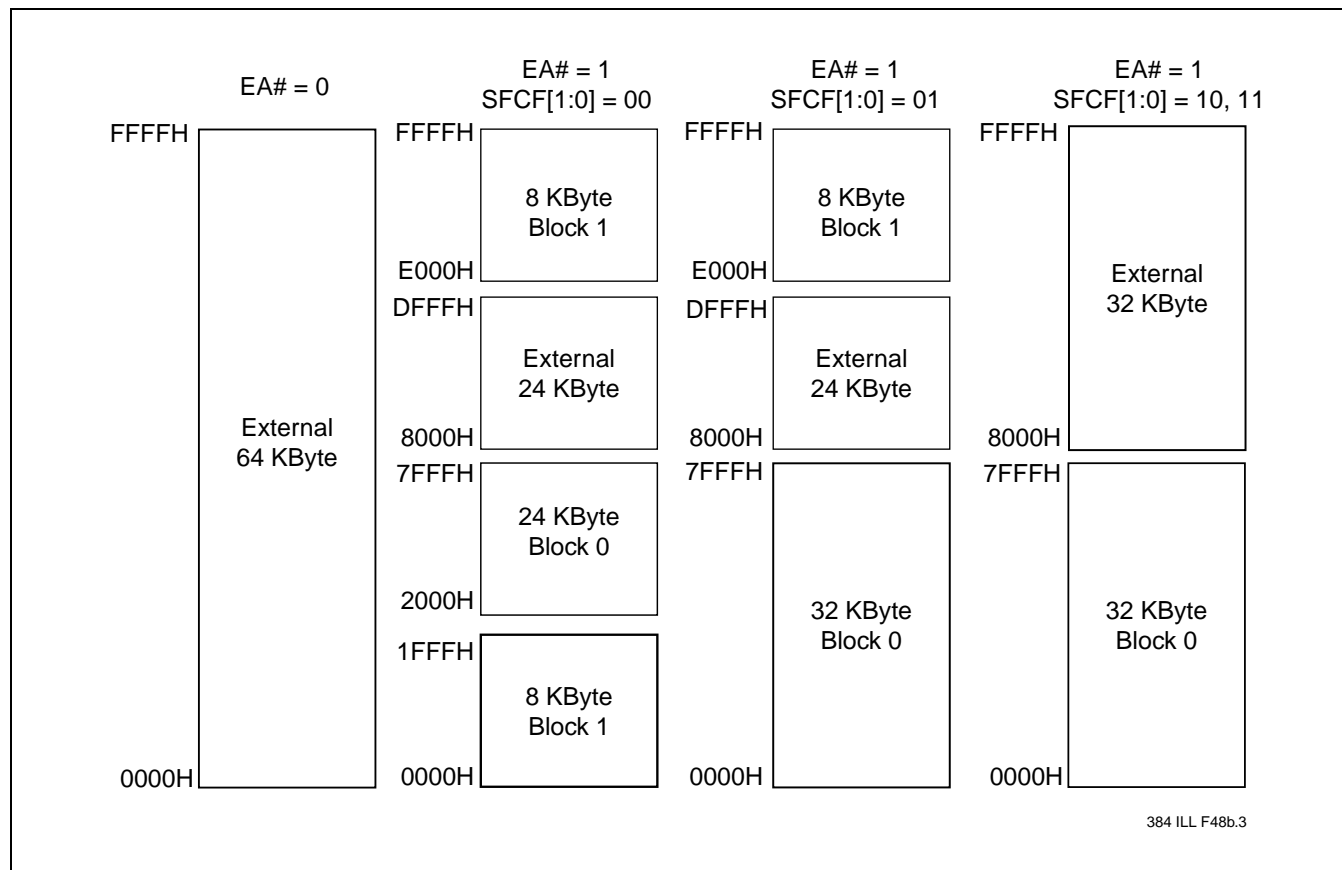 EA# = 0
FFFFH
External
64 KByte
0000H
EA# = 1
SFCF[1:0] = 00
FFFFH
8 KByte
Block 1
E000H
DFFFH
External
24 KByte
8000H
7FFFH
24 KByte
Block 0
2000H
1FFFH
8 KByte
Block 1
0000H
EA# = 1
SFCF[1:0] = 01
FFFFH
8 KByte
Block 1
E000H
DFFFH
External
24 KByte
8000H
7FFFH
32 KByte
Block 0
0000H
EA# = 1
SFCF[1:0] = 10, 11
FFFFH
External
32 KByte
8000H
7FFFH
32 KByte
Block 0
0000H
384 ILL F48b.3